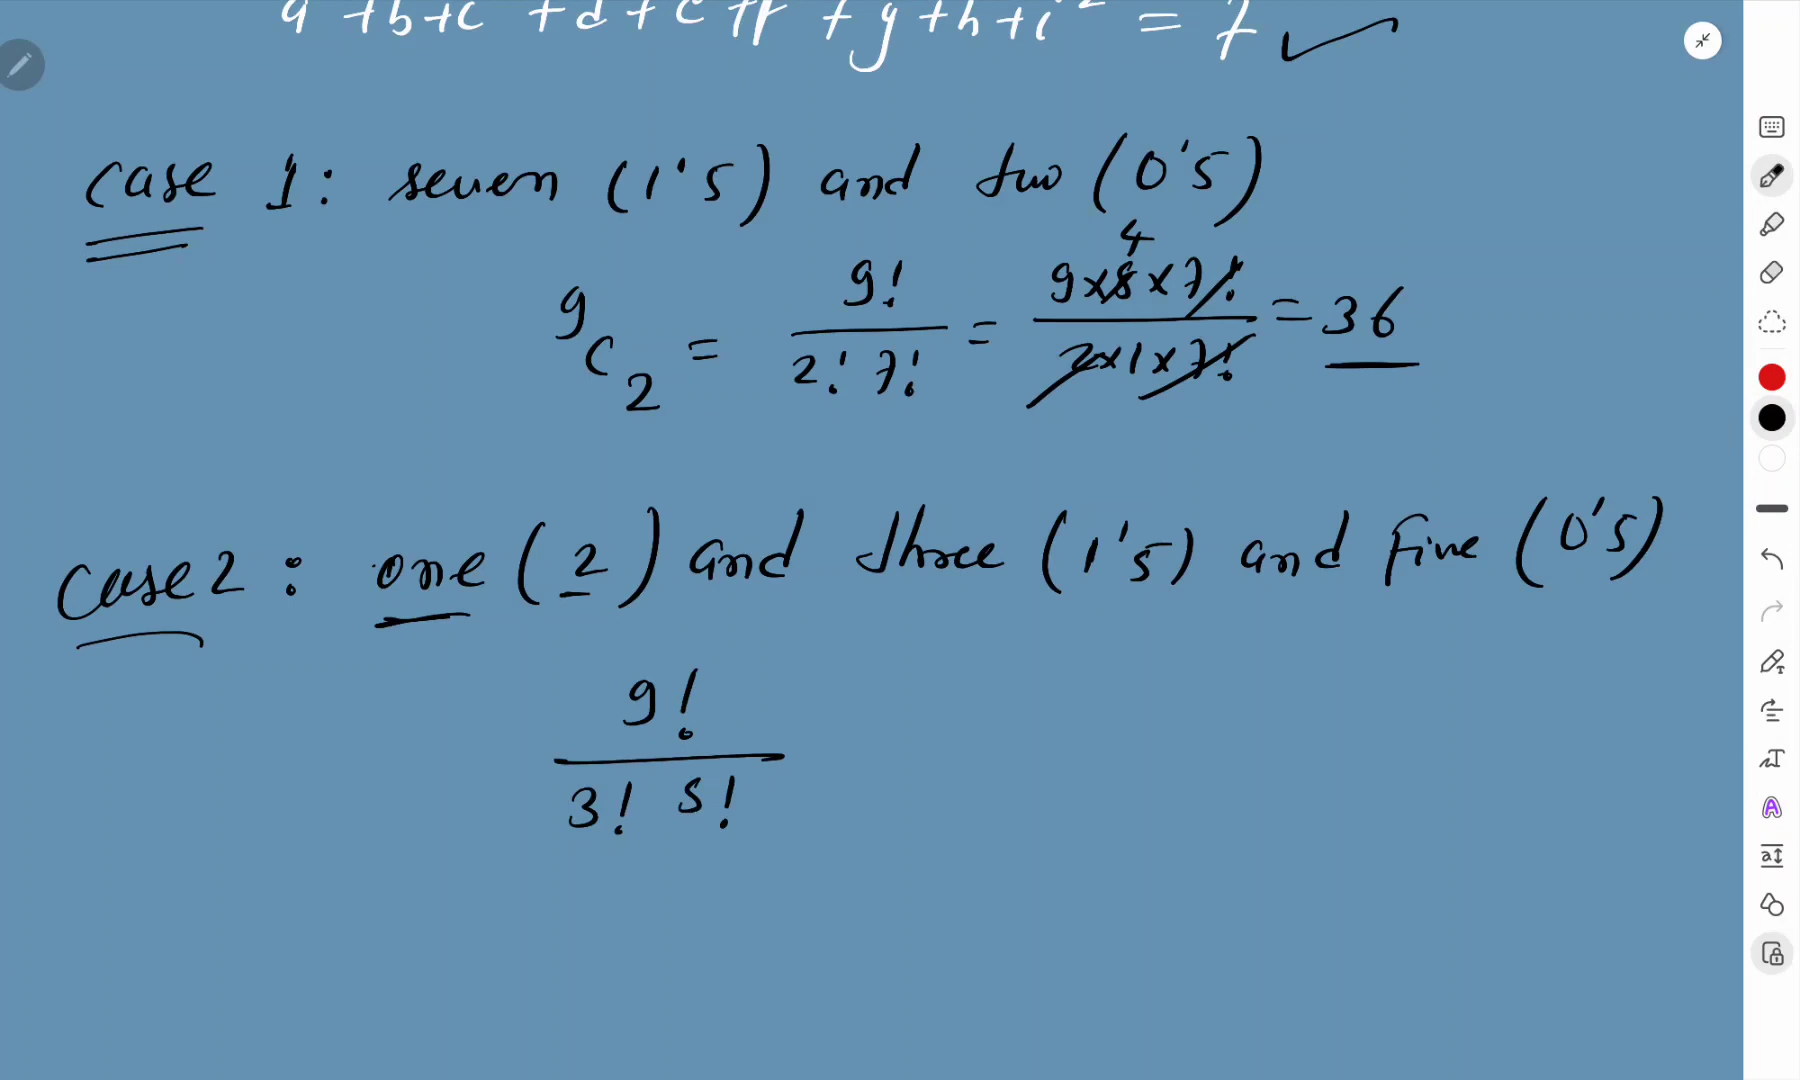 +b+c +d+ + +h+i² = 7 ✓
case 1: seven (1's) and two (0's)
⁹C₂ = 9!/(2! 7!) = (9×8×7!)/(2×1×7!) = 36
4
case 2: one (2) and three (1's) and five (0's)
9!
3! 5!